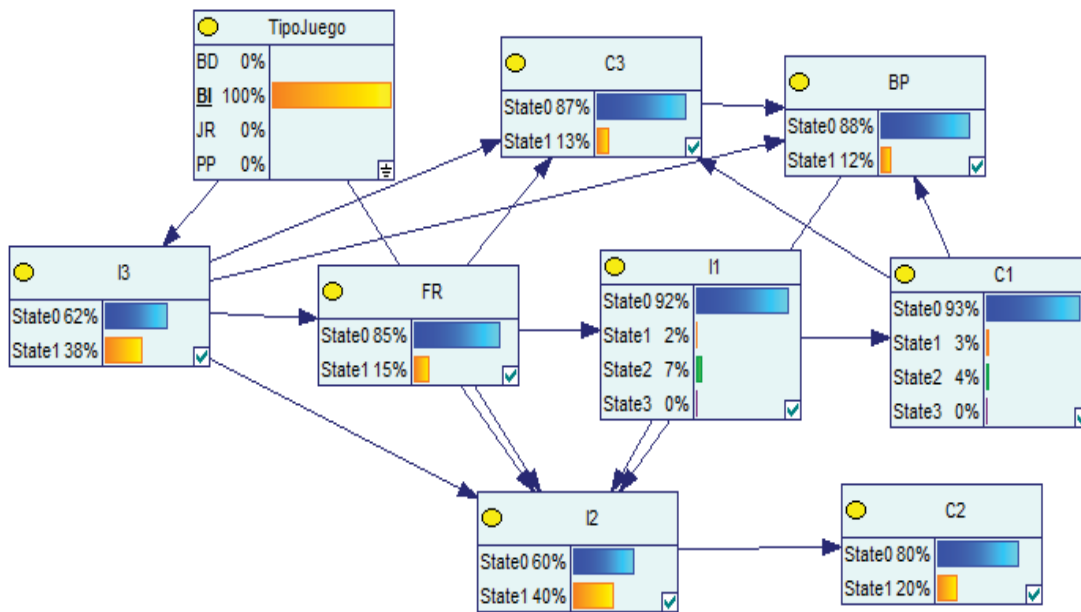 TipoJuego
BD 0%
BI 100%
JR 0%
PP 0%
C3
State0 87%
State1 13%
BP
State0 88%
State1 12%
I3
State0 62%
State1 38%
FR
State0 85%
State1 15%
I1
State0 92%
State1 2%
State2 7%
State3 0%
C1
State0 93%
State1 3%
State2 4%
State3 0%
I2
State0 60%
State1 40%
C2
State0 80%
State1 20%